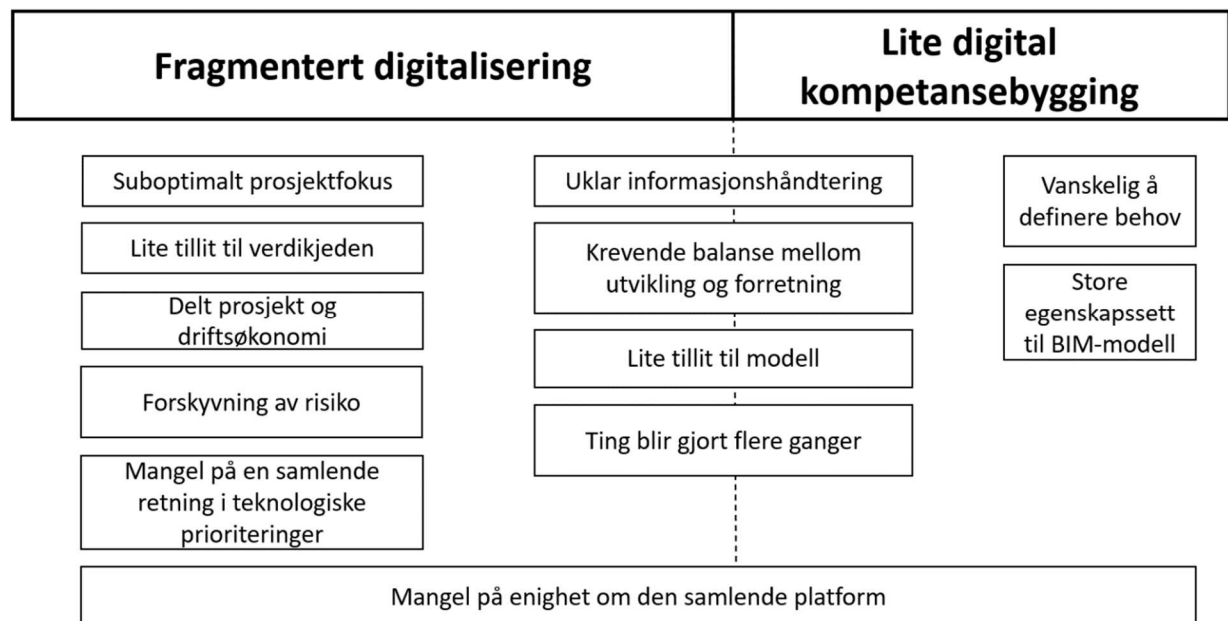 Fragmentert digitalisering
Lite digital
kompetansebygging
Suboptimalt prosjektfokus
Lite tillit til verdikjeden
Delt prosjekt og
driftsøkonomi
Forskyvning av risiko
Mangel på en samlende
retning i teknologiske
prioriteringer
Uklar informasjonshåndtering
Krevende balanse mellom
utvikling og forretning
Lite tillit til modell
Ting blir gjort flere ganger
Vanskelig å
definere behov
Store
egenskapssett
til BIM-modell
Mangel på enighet om den samlende platform